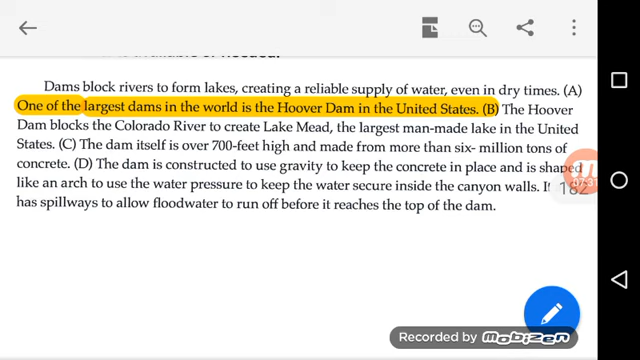 Dams block rivers to form lakes, creating a reliable supply of water, even in dry times. (A)
One of the largest dams in the world is the Hoover Dam in the United States. (B) The Hoover
Dam blocks the Colorado River to create Lake Mead, the largest man-made lake in the United
States. (C) The dam itself is over 700-feet high and made from more than six- million tons of
concrete. (D) The dam is constructed to use gravity to keep the concrete in place and is shaped
like an arch to use the water pressure to keep the water secure inside the canyon walls.
182
has spillways to allow floodwater to run off before it reaches the top of the dam.
Recorded by Mobizen